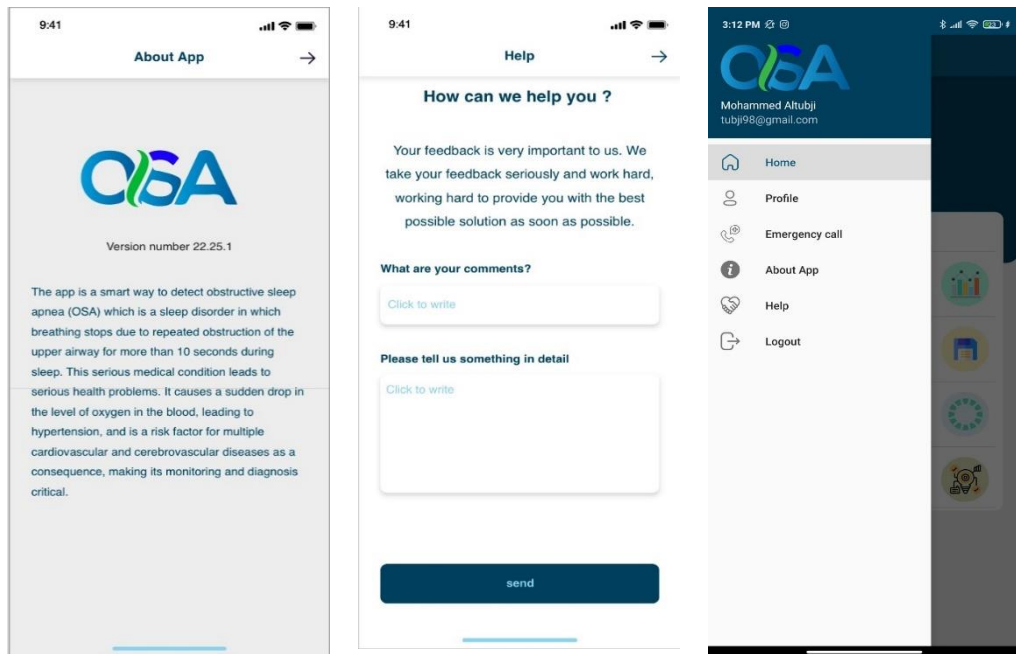 9:41
About App
OSA
Version number 22.25.1
The app is a smart way to detect obstructive sleep
apnea (OSA) which is a sleep disorder in which
breathing stops due to repeated obstruction of the
upper airway for more than 10 seconds during
sleep. This serious medical condition leads to
serious health problems. It causes a sudden drop in
the level of oxygen in the blood, leading to
hypertension, and is a risk factor for multiple
cardiovascular and cerebrovascular diseases as a
consequence, making its monitoring and diagnosis
critical.
9:41
Help
How can we help you ?
Your feedback is very important to us. We
take your feedback seriously and work hard,
working hard to provide you with the best
possible solution as soon as possible.
What are your comments?
Click to write
Please tell us something in detail
Click to write
send
3:12 PM
OSA
Mohammed Altubji
tubji98@gmail.com
Home
Profile
Emergency call
About App
Help
Logout